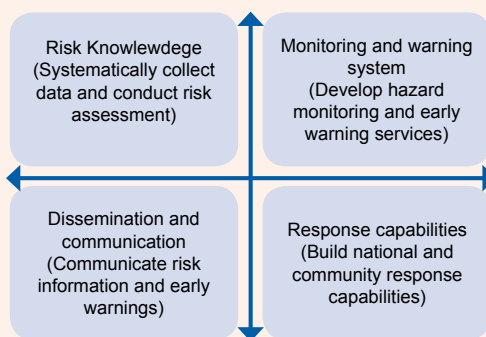 Risk Knowlewdege
(Systematically collect
data and conduct risk
assessment)
Monitoring and warning
system
(Develop hazard
monitoring and early
warning services)
Dissemination and
communication
(Communicate risk
information and early
warnings)
Response capabilities
(Build national and
community response
capabilities)